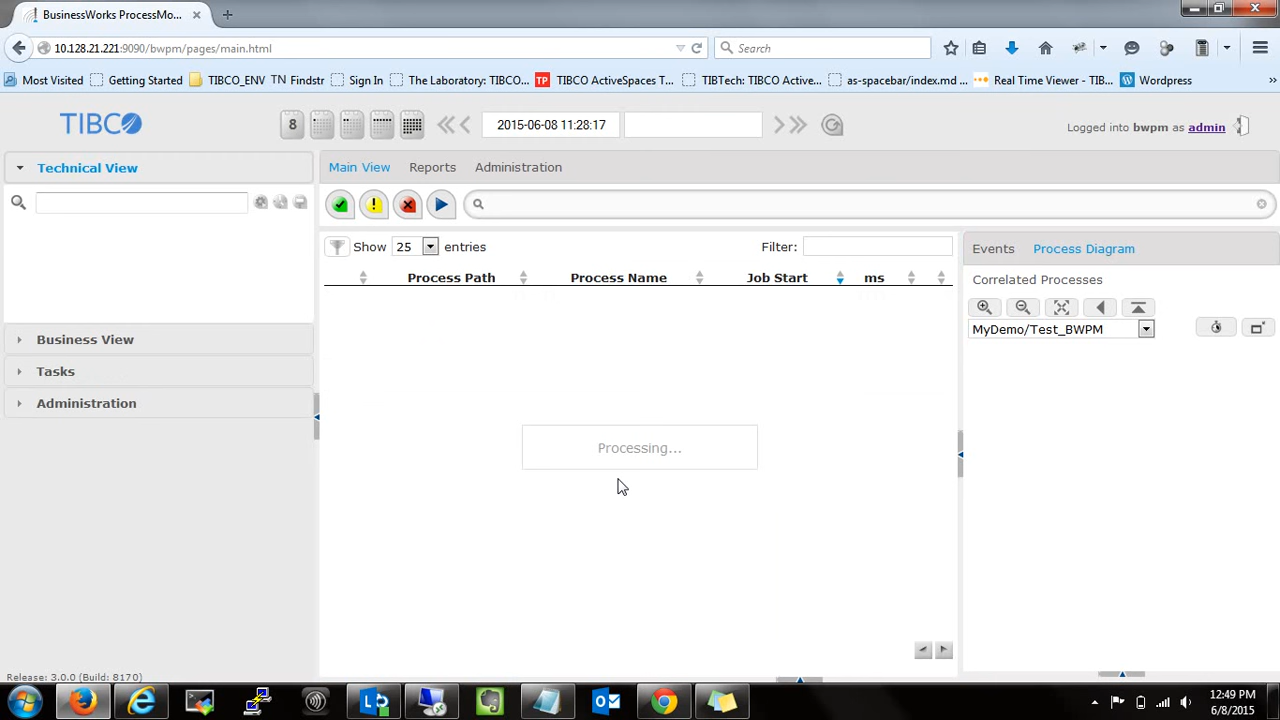 BusinessWorks ProcessMo...
10.128.21.221:9090/bwpm/pages/main.html
Search
Most Visited
Getting Started
TIBCO_ENV
TN Findstr
Sign In
The Laboratory: TIBCO...
TP TIBCO ActiveSpaces T...
TIBTech: TIBCO Active...
as-spacebar/index.md ...
Real Time Viewer - TIB...
Wordpress
»
TIBCO
8
2015-06-08 11:28:17
Logged into bwpm as admin
Technical View
Main View
Reports
Administration
Show 25 entries
Filter:
Events
Process Diagram
Process Path
Process Name
Job Start
ms
Correlated Processes
MyDemo/Test_BWPM
Business View
Tasks
Administration
Processing...
Release: 3.0.0 (Build: 8170)
12:49 PM
6/8/2015